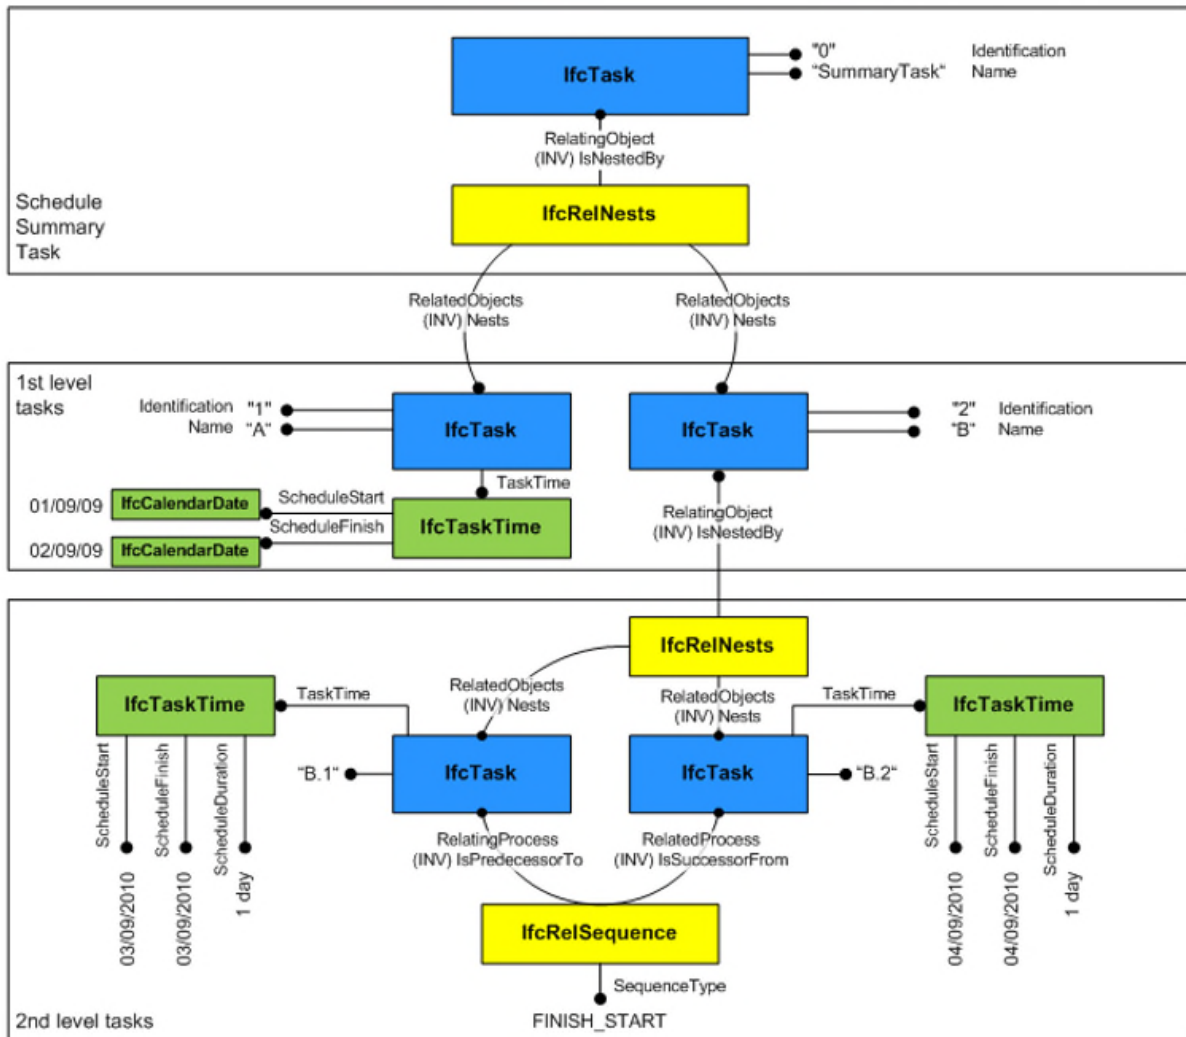 IfcTask
"0" Identification
"SummaryTask" Name
RelatingObject
(INV) IsNestedBy
IfcRelNests
Schedule
Summary
Task
RelatedObjects
(INV) Nests
RelatedObjects
(INV) Nests
1st level
tasks
Identification "1"
Name "A"
IfcTask
IfcTask
"2" Identification
"B" Name
TaskTime
01/09/09 IfcCalendarDate
ScheduleStart
IfcTaskTime
ScheduleFinish
02/09/09 IfcCalendarDate
RelatingObject
(INV) IsNestedBy
IfcRelNests
IfcTaskTime
TaskTime
RelatedObjects
(INV) Nests
RelatedObjects
(INV) Nests
TaskTime
IfcTaskTime
ScheduleStart
ScheduleFinish
ScheduleDuration
"B.1"
IfcTask
IfcTask
"B.2"
ScheduleStart
ScheduleFinish
ScheduleDuration
RelatingProcess
(INV) IsPredecessorTo
RelatedProcess
(INV) IsSuccessorFrom
03/09/2010
03/09/2010
1 day
04/09/2010
04/09/2010
1 day
IfcRelSequence
SequenceType
FINISH_START
2nd level tasks